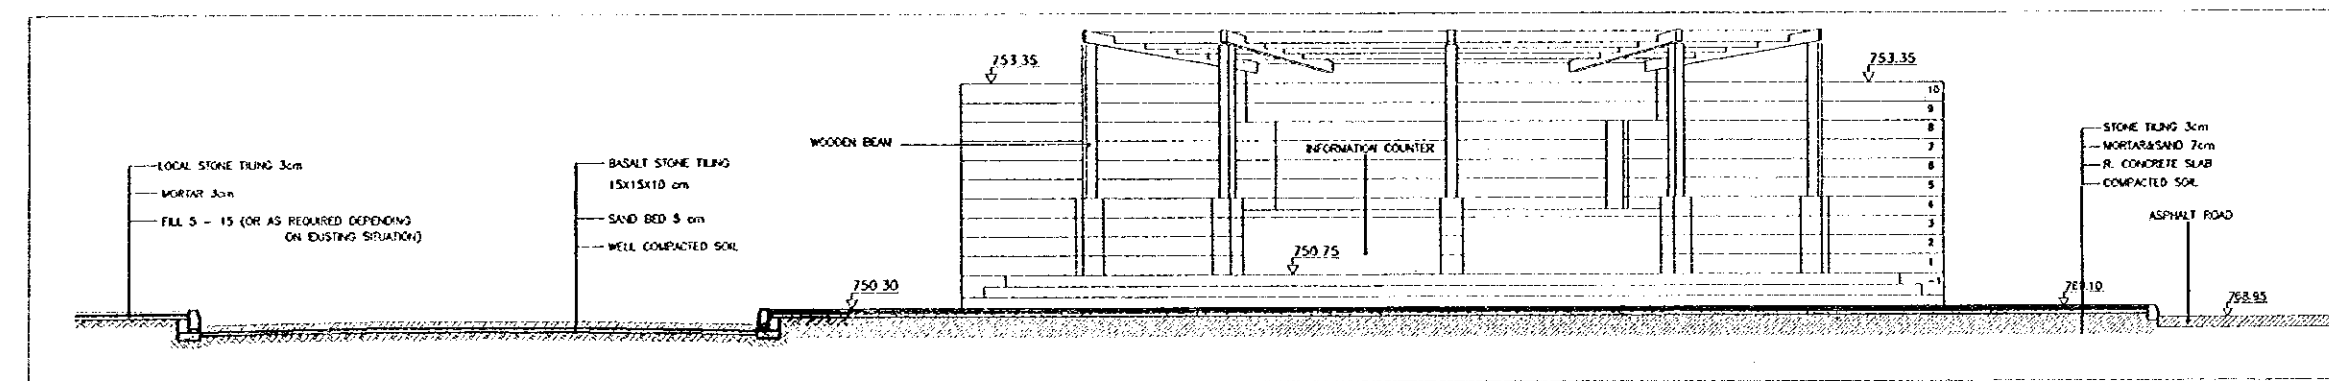 753.35
753.35
10
9
8
7
6
5
4
3
2
1
-1
WOODEN BEAM
INFORMATION COUNTER
LOCAL STONE TILING 3cm
MORTAR 3cm
FILL 5 - 15 (OR AS REQUIRED DEPENDING
ON EXISTING SITUATION)
BASALT STONE TILING
15X15X10 cm
SAND BED 5 cm
WELL COMPACTED SOIL
STONE TILING 3cm
MORTAR&SAND 7cm
R. CONCRETE SLAB
COMPACTED SOIL
ASPHALT ROAD
750.75
750.30